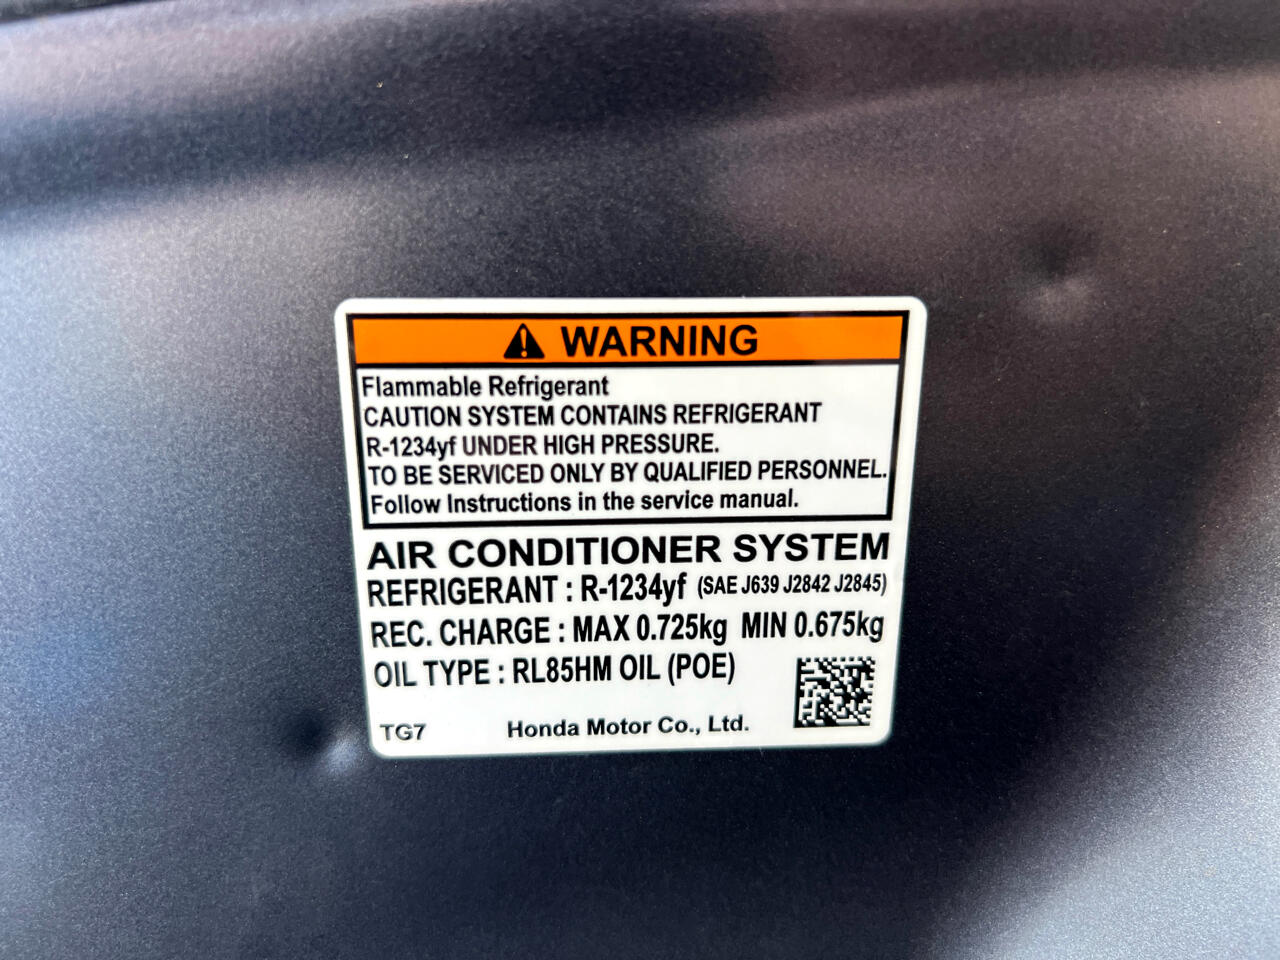 WARNING
Flammable Refrigerant
CAUTION SYSTEM CONTAINS REFRIGERANT
R-1234yf UNDER HIGH PRESSURE.
TO BE SERVICED ONLY BY QUALIFIED PERSONNEL.
Follow Instructions in the service manual.
AIR CONDITIONER SYSTEM
REFRIGERANT : R-1234yf (SAE J639 J2842 J2845)
REC. CHARGE : MAX 0.725kg MIN 0.675kg
OIL TYPE : RL85HM OIL (POE)
TG7 Honda Motor Co., Ltd.